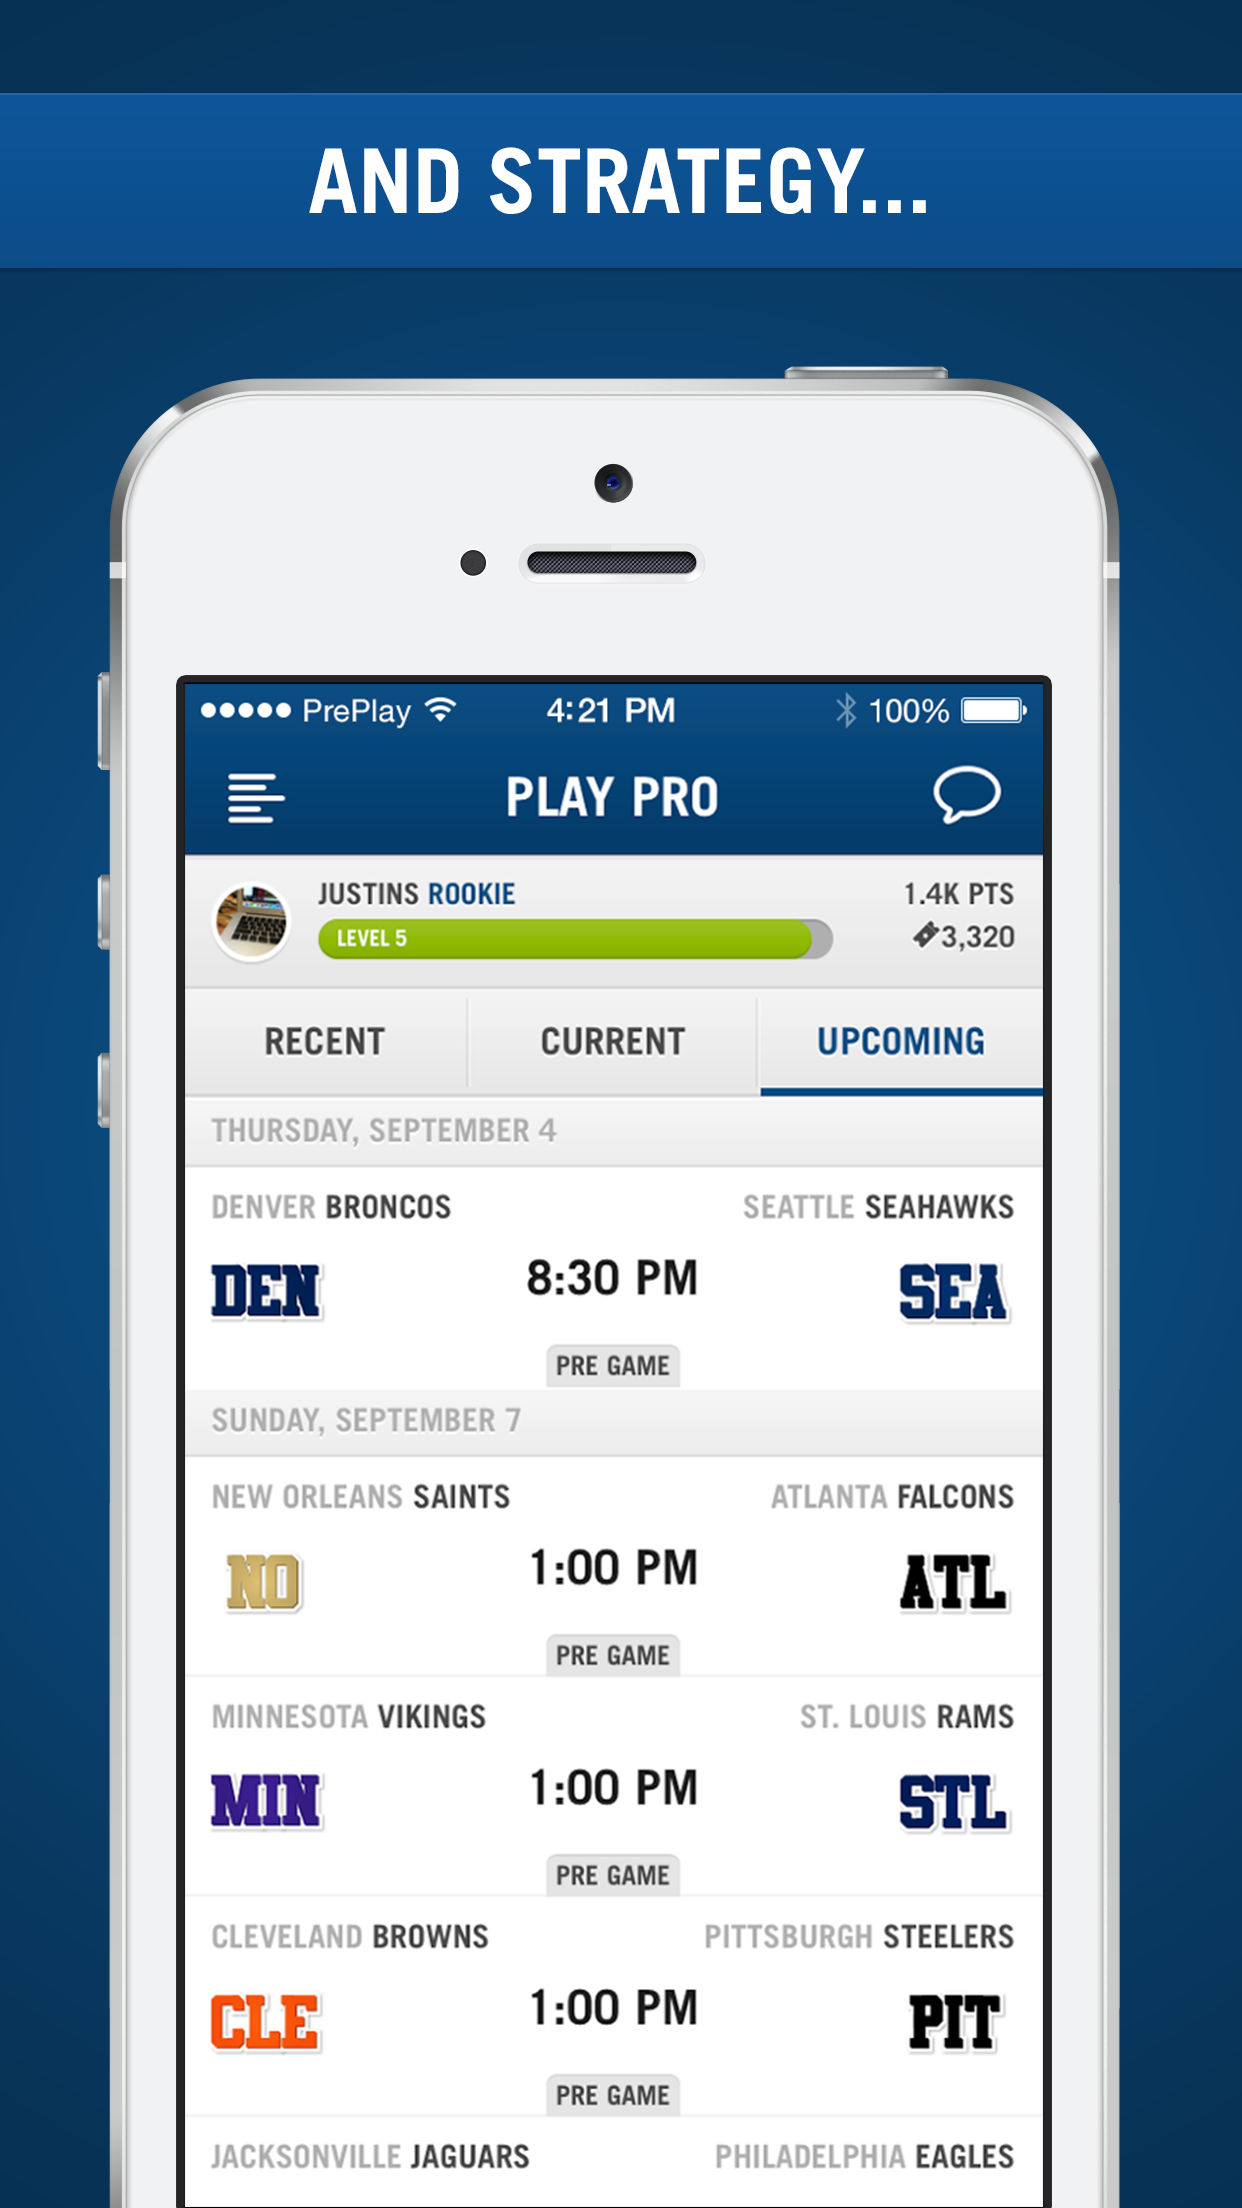 AND STRATEGY...
PrePlay 4:21 PM 100%
PLAY PRO
JUSTINS ROOKIE 1.4K PTS
LEVEL 5 3,320
RECENT CURRENT UPCOMING
THURSDAY, SEPTEMBER 4
DENVER BRONCOS SEATTLE SEAHAWKS
DEN 8:30 PM SEA
PRE GAME
SUNDAY, SEPTEMBER 7
NEW ORLEANS SAINTS ATLANTA FALCONS
NO 1:00 PM ATL
PRE GAME
MINNESOTA VIKINGS ST. LOUIS RAMS
MIN 1:00 PM STL
PRE GAME
CLEVELAND BROWNS PITTSBURGH STEELERS
CLE 1:00 PM PIT
PRE GAME
JACKSONVILLE JAGUARS PHILADELPHIA EAGLES